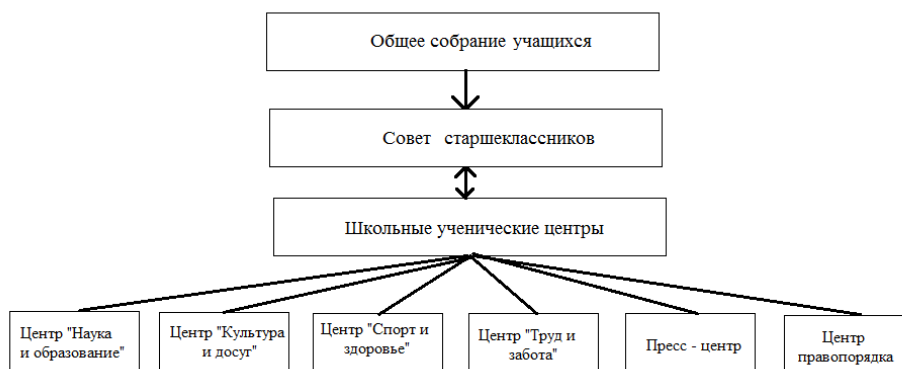 Общее собрание учащихся
Совет старшеклассников
Школьные ученические центры
Центр "Наука
и образование"
Центр "Культура
и досуг"
Центр "Спорт и
здоровье"
Центр "Труд и
забота"
Пресс - центр
Центр
правопорядка